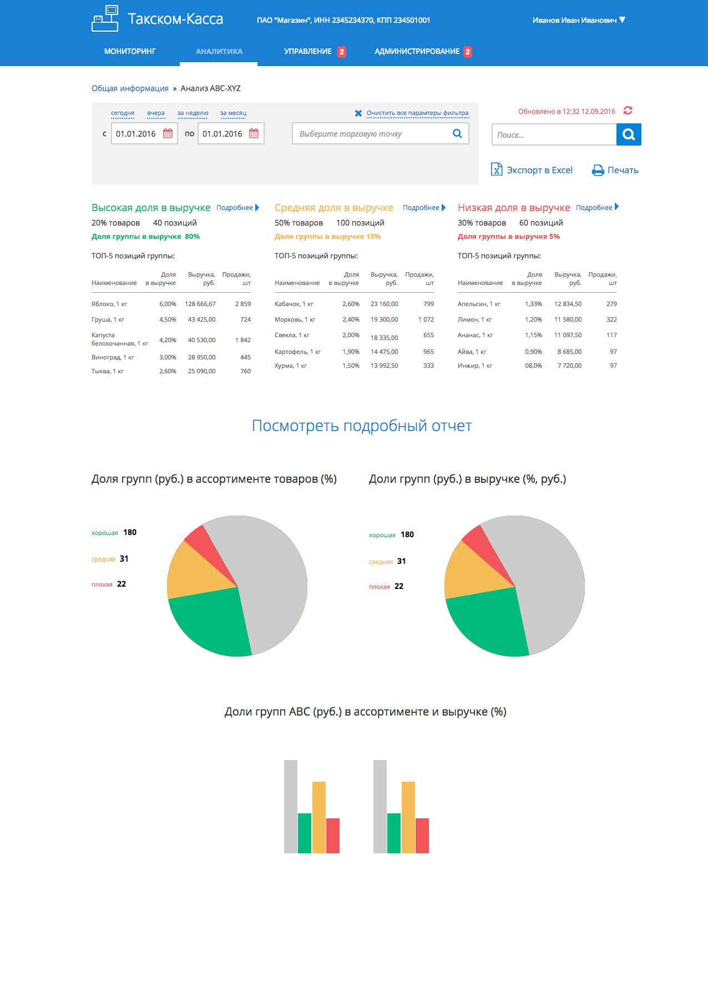 Такском-Касса
ПАО "Магазин", ИНН 2345234370, КПП 234501001
Иванов Иван Иванович ▼
МОНИТОРИНГ АНАЛИТИКА УПРАВЛЕНИЕ 2 АДМИНИСТРИРОВАНИЕ 2
Общая информация » Анализ ABC-XYZ
сегодня вчера за неделю за месяц
Очистить все парамтеры фильтра
с 01.01.2016 по 01.01.2016
Выберите торговую точку
Обновлено в 12:32 12.09.2016
Поиск...
Экспорт в Excel
Печать
Высокая доля в выручке Подробнее
20% товаров 40 позиций
Доля группы в выручке 80%
ТОП-5 позиций группы:
Наименование Доля в выручке Выручка, руб. Продажи, шт
Яблоко, 1 кг 6,00% 128 666,67 2 859
Груша, 1 кг 4,50% 43 425,00 724
Капуста белокочанная, 1 кг 4,20% 40 530,00 1 842
Виноград, 1 кг 3,00% 28 950,00 445
Тыква, 1 кг 2,60% 25 090,00 760
Средняя доля в выручке Подробнее
50% товаров 100 позиций
Доля группы в выручке 15%
ТОП-5 позиций группы:
Наименование Доля в выручке Выручка, руб. Продажи, шт
Кабачок, 1 кг 2,60% 23 160,00 799
Морковь, 1 кг 2,40% 19 300,00 1 072
Свекла, 1 кг 2,00% 18 335,00 655
Картофель, 1 кг 1,90% 14 475,00 965
Хурма, 1 кг 1,50% 13 992,50 333
Низкая доля в выручке Подробнее
30% товаров 60 позиций
Доля группы в выручке 5%
ТОП-5 позиций группы:
Наименование Доля в выручке Выручка, руб. Продажи, шт
Апельсин, 1 кг 1,33% 12 834,50 279
Лимон, 1 кг 1,20% 11 580,00 322
Ананас, 1 кг 1,15% 11 097,50 117
Айва, 1 кг 0,90% 8 685,00 97
Инжир, 1 кг 08,0% 7 720,00 97
Посмотреть подробный отчет
Доля групп (руб.) в ассортименте товаров (%)
хорошая 180
средняя 31
плохая 22
Доли групп (руб.) в выручке (%, руб.)
хорошая 180
средняя 31
плохая 22
Доли групп ABC (руб.) в ассортименте и выручке (%)